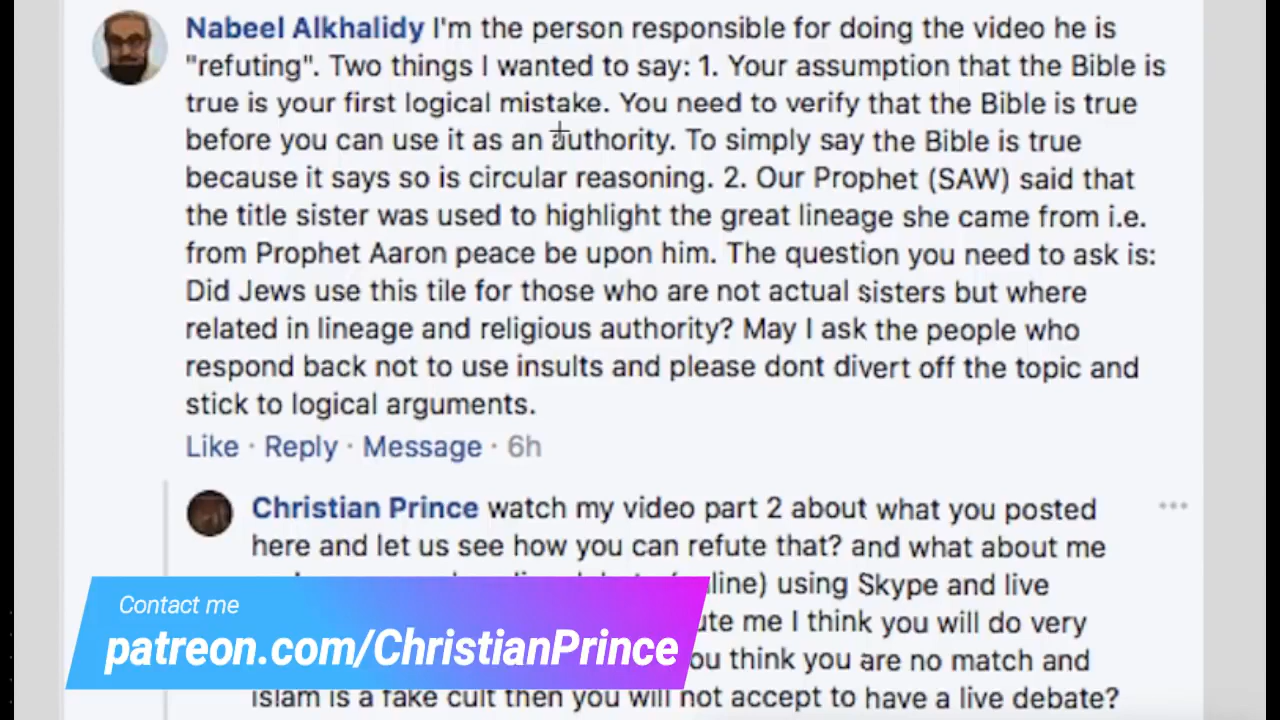 Nabeel Alkhalidy I'm the person responsible for doing the video he is
"refuting". Two things I wanted to say: 1. Your assumption that the Bible is
true is your first logical mistake. You need to verify that the Bible is true
before you can use it as an authority. To simply say the Bible is true
because it says so is circular reasoning. 2. Our Prophet (SAW) said that
the title sister was used to highlight the great lineage she came from i.e.
from Prophet Aaron peace be upon him. The question you need to ask is:
Did Jews use this tile for those who are not actual sisters but where
related in lineage and religious authority? May I ask the people who
respond back not to use insults and please dont divert off the topic and
stick to logical arguments.
Like · Reply · Message · 6h
Christian Prince watch my video part 2 about what you posted
here and let us see how you can refute that? and what about me
using Skype and live
me I think you will do very
you think you are no match and
Islam is a fake cult then you will not accept to have a live debate?
Contact me
patreon.com/ChristianPrince